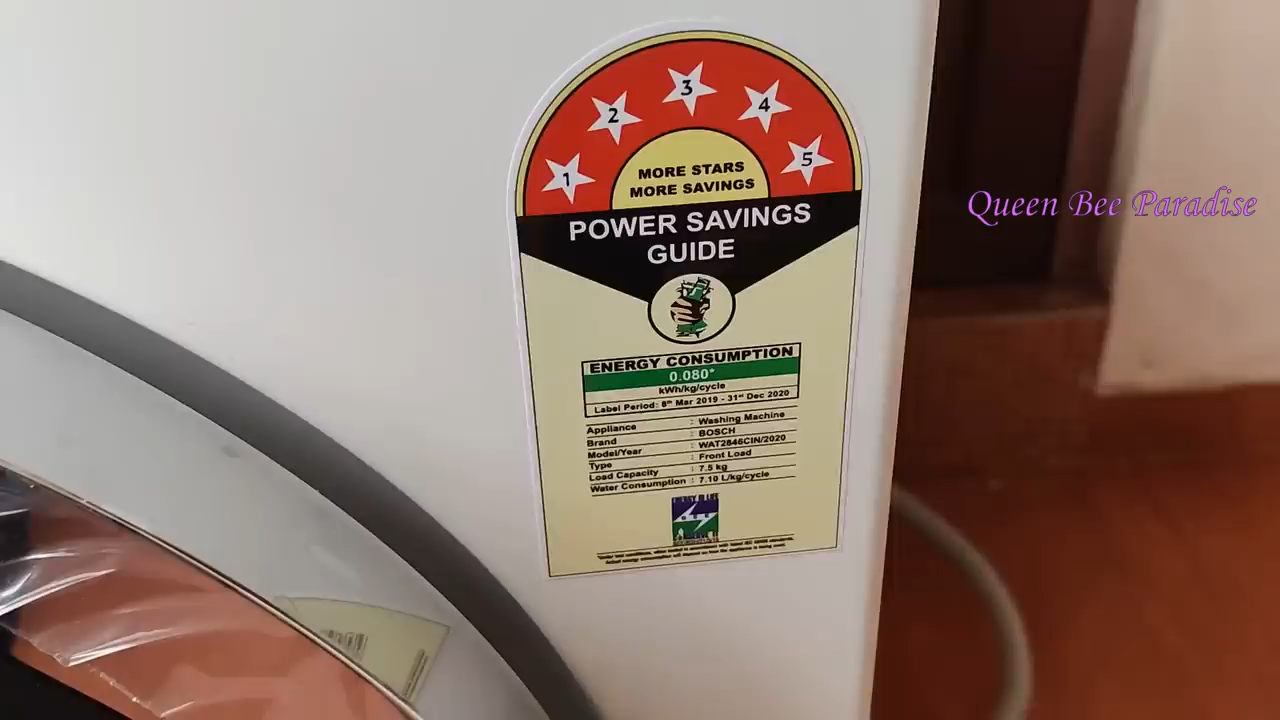 1 2 3 4 5
MORE STARS
MORE SAVINGS
POWER SAVINGS
GUIDE
Queen Bee Paradise
ENERGY CONSUMPTION
0.080*
kWh/kg/cycle
Label Period: 6th Mar 2019 - 31st Dec 2020
Appliance : Washing Machine
Brand : BOSCH
Model/Year : WAT2846CIN/2020
Type : Front Load
Load Capacity : 7.5 kg
Water Consumption : 7.10 L/kg/cycle